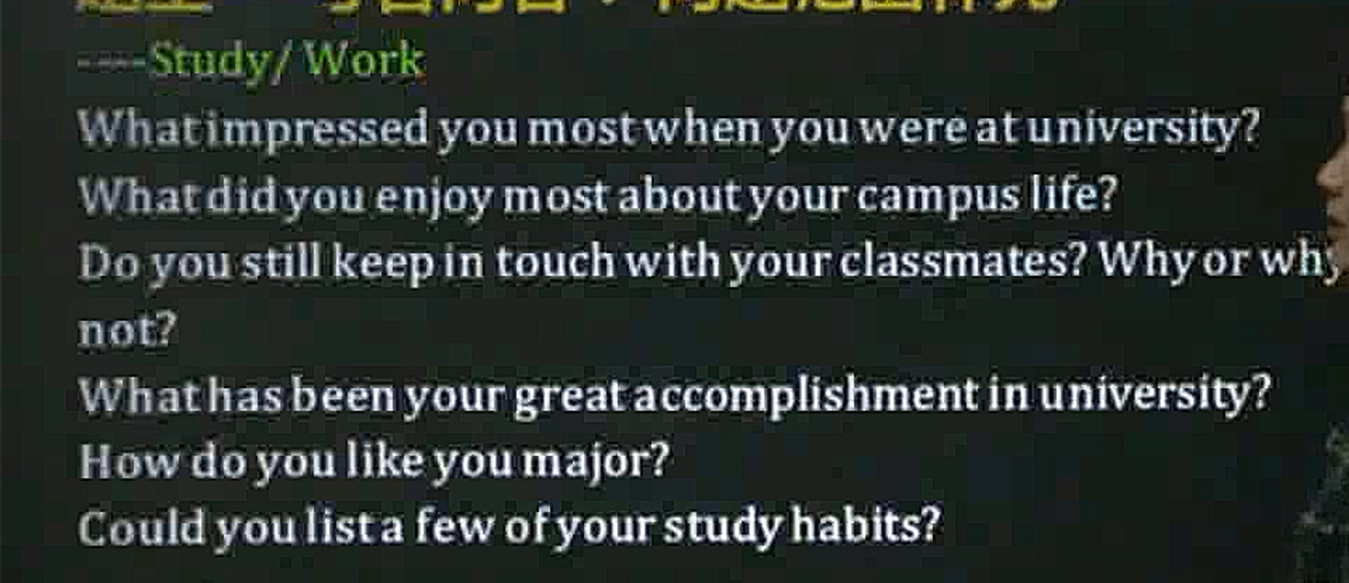 ----Study/ Work
What impressed you most when you were at university?
What did you enjoy most about your campus life?
Do you still keep in touch with your classmates? Why or why
not?
What has been your great accomplishment in university?
How do you like you major?
Could you list a few of your study habits?